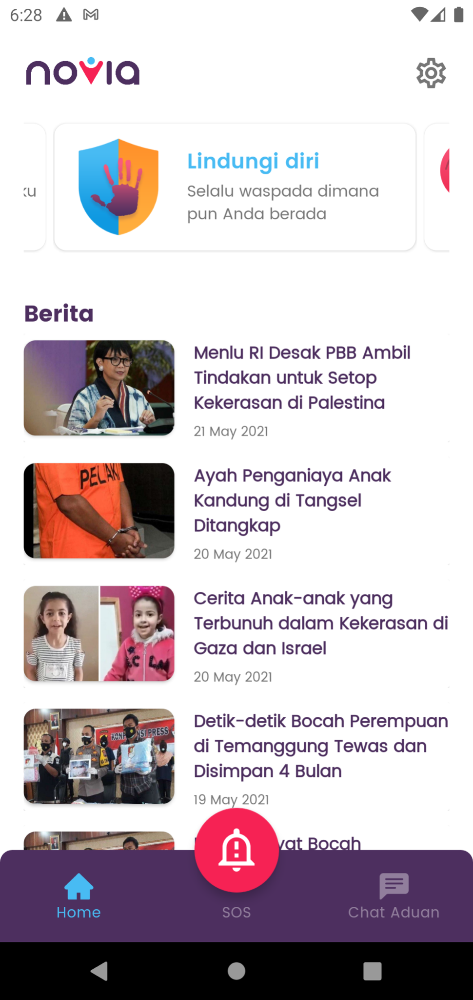 6:28
novia
ku
Lindungi diri
Selalu waspada dimana
pun Anda berada
Berita
Menlu RI Desak PBB Ambil
Tindakan untuk Setop
Kekerasan di Palestina
21 May 2021
PELAK
Ayah Penganiaya Anak
Kandung di Tangsel
Ditangkap
20 May 2021
Cerita Anak-anak yang
Terbunuh dalam Kekerasan di
Gaza dan Israel
20 May 2021
Detik-detik Bocah Perempuan
di Temanggung Tewas dan
Disimpan 4 Bulan
19 May 2021
PRESS
yat Bocah
Home
SOS
Chat Aduan